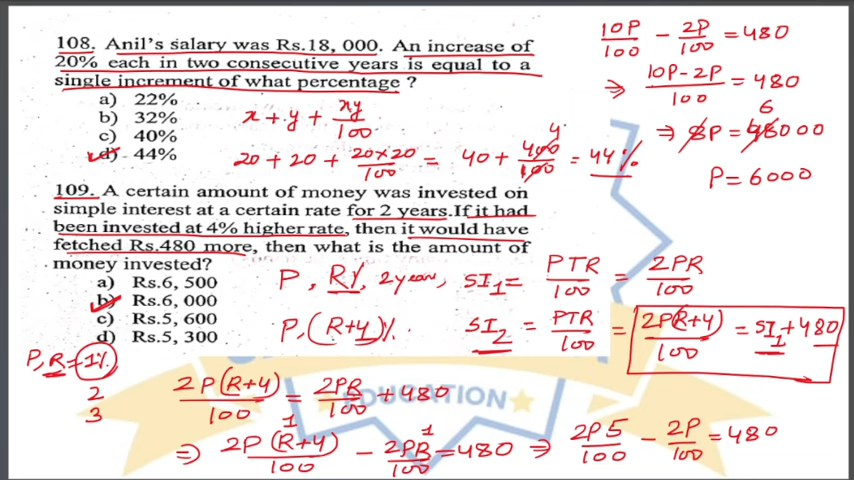 108. Anil's salary was Rs.18, 000. An increase of
20% each in two consecutive years is equal to a
single increment of what percentage ?
a) 22%
b) 32%
c) 40%
d) 44%
x + y + xy/100
20 + 20 + 20×20/100 = 40 + 400/100 4 = 44%
109. A certain amount of money was invested on
simple interest at a certain rate for 2 years.If it had
been invested at 4% higher rate, then it would have
fetched Rs.480 more, then what is the amount of
money invested?
a) Rs.6, 500
b) Rs.6, 000
c) Rs.5, 600
d) Rs.5, 300
P, R%, 2 years, SI1 = PTR/100 = 2PR/100
P, (R+4)%. SI2 = PTR/100 = 2P(R+4)/100 = SI1 + 480
P, R = 1%
2
3
2P(R+4)/100 = 2PR/100 + 480
⇒ 2P(R+4)/100 - 2PR/100 = 480 ⇒ 2P5/100 - 2P/100 = 480
1 1
10P/100 - 2P/100 = 480
⇒ 10P-2P/100 = 480
6
⇒ 8P = 48000
P = 6000
EDUCATION